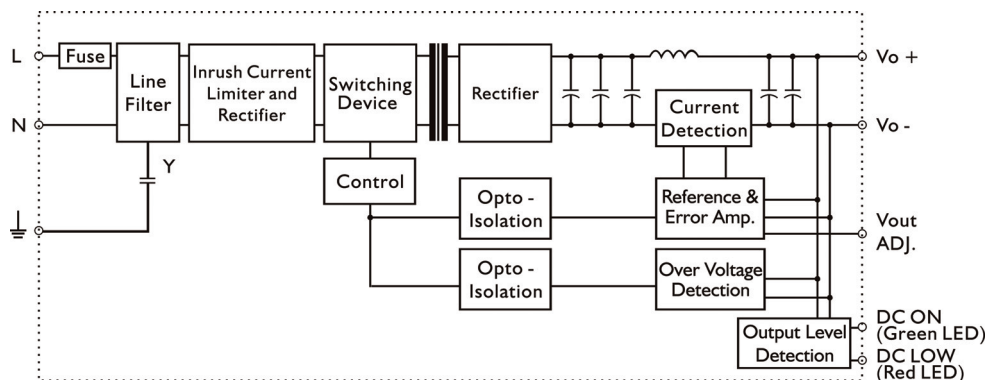 L
Fuse
Line
Filter
Inrush Current
Limiter and
Rectifier
Switching
Device
Rectifier
Current
Detection
Vo +
N
Vo -
Y
Control
Opto -
Isolation
Reference &
Error Amp.
Vout
ADJ.
Opto -
Isolation
Over Voltage
Detection
Output Level
Detection
DC ON
(Green LED)
DC LOW
(Red LED)